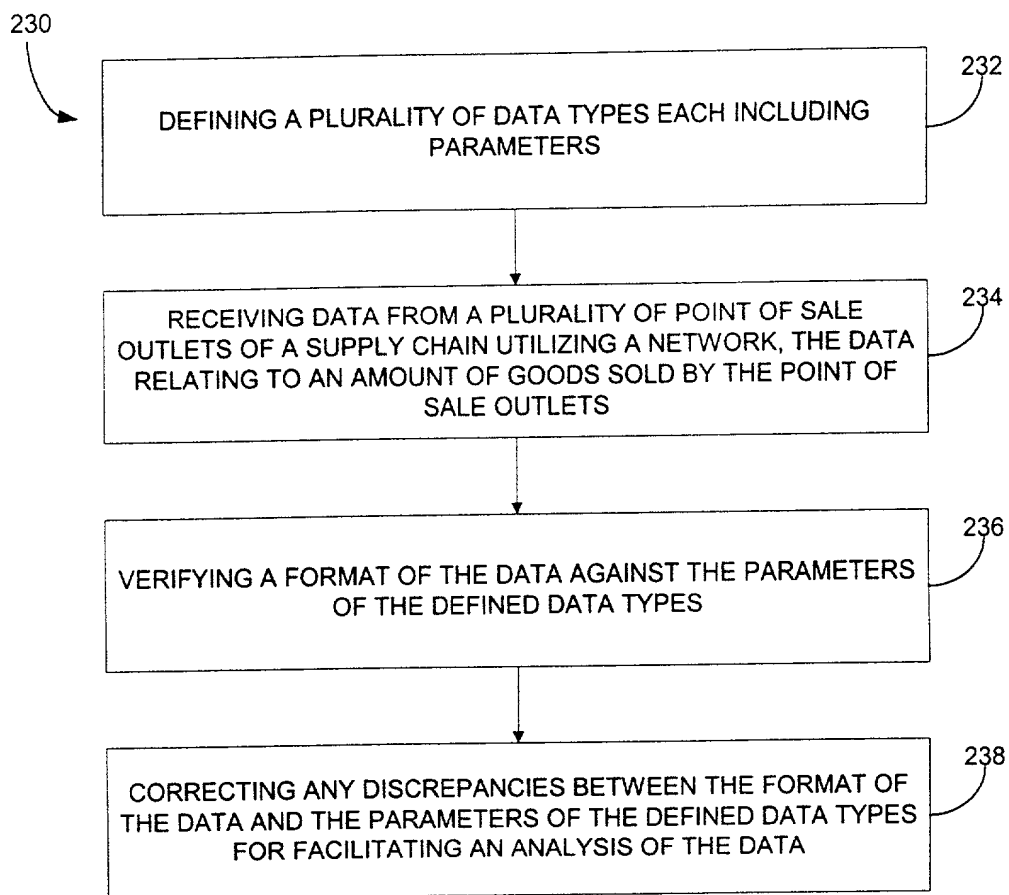 230
232
DEFINING A PLURALITY OF DATA TYPES EACH INCLUDING
PARAMETERS
234
RECEIVING DATA FROM A PLURALITY OF POINT OF SALE
OUTLETS OF A SUPPLY CHAIN UTILIZING A NETWORK, THE DATA
RELATING TO AN AMOUNT OF GOODS SOLD BY THE POINT OF
SALE OUTLETS
236
VERIFYING A FORMAT OF THE DATA AGAINST THE PARAMETERS
OF THE DEFINED DATA TYPES
238
CORRECTING ANY DISCREPANCIES BETWEEN THE FORMAT OF
THE DATA AND THE PARAMETERS OF THE DEFINED DATA TYPES
FOR FACILITATING AN ANALYSIS OF THE DATA